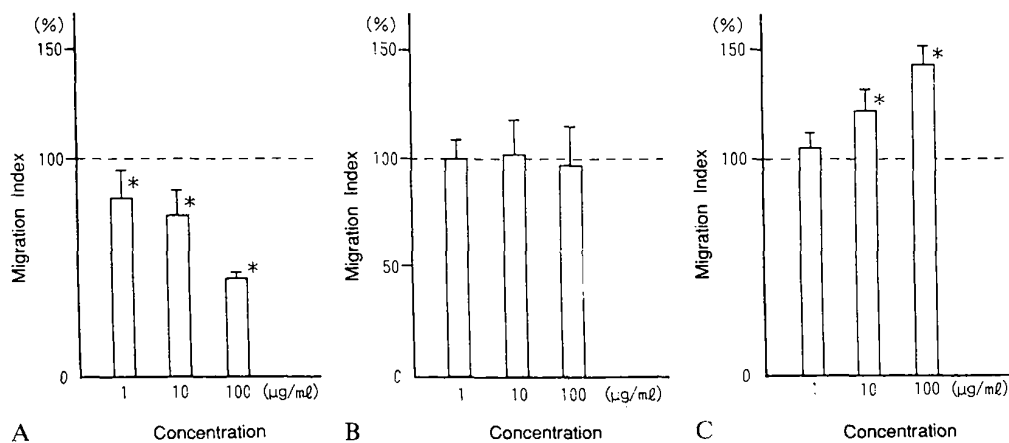 (%)
150
100
0
Migration Index
1 10 100 (µg/mℓ)
A Concentration
(%)
150
100
50
0
Migration Index
1 10 100 (µg/mℓ)
B Concentration
(%)
150
100
0
Migration Index
10 100 (µg/mℓ)
C Concentration
* * *
* *